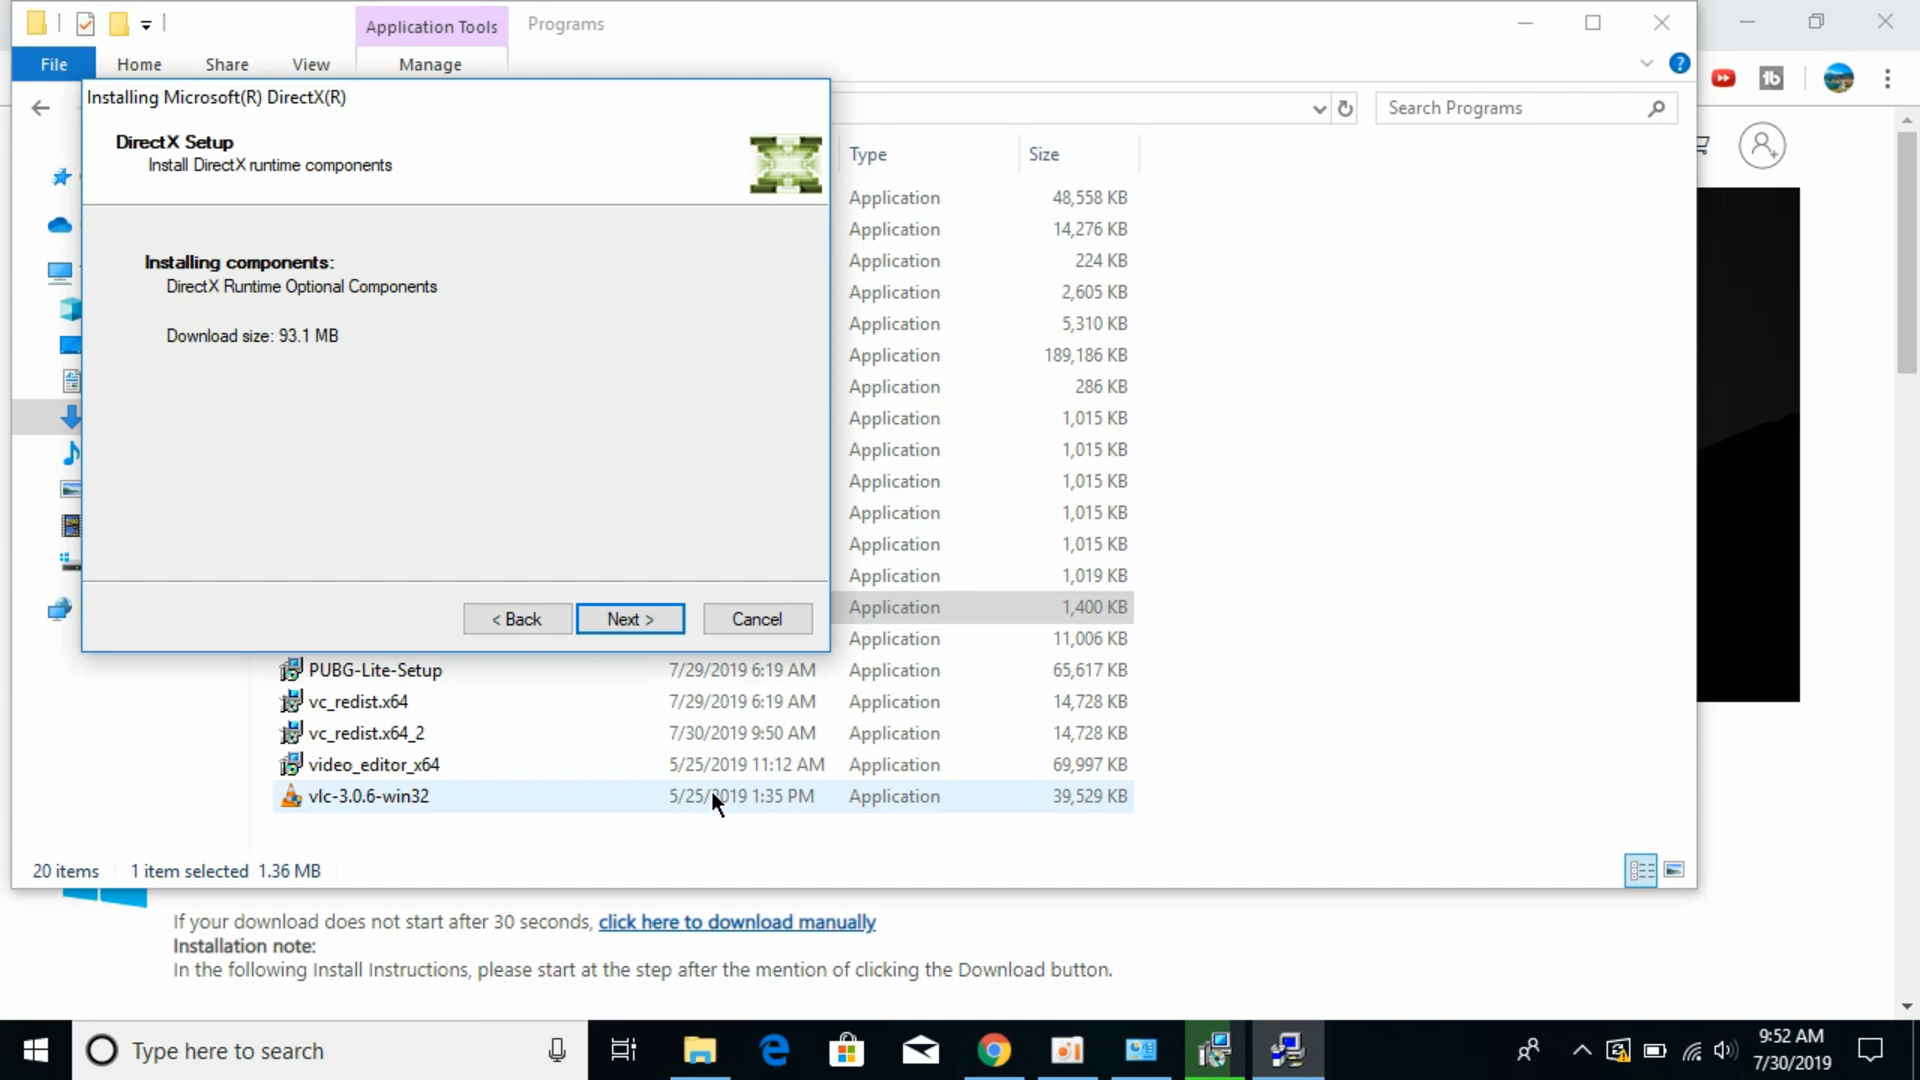 Application Tools
Programs
File
Home
Share
View
Manage
Installing Microsoft(R) DirectX(R)
Search Programs
DirectX Setup
Install DirectX runtime components
Type
Size
Application 48,558 KB
Application 14,276 KB
Application 224 KB
Installing components:
DirectX Runtime Optional Components
Application 2,605 KB
Application 5,310 KB
Download size: 93.1 MB
Application 189,186 KB
Application 286 KB
Application 1,015 KB
Application 1,015 KB
Application 1,015 KB
Application 1,015 KB
Application 1,015 KB
Application 1,019 KB
Application 1,400 KB
< Back
Next >
Cancel
Application 11,006 KB
PUBG-Lite-Setup 7/29/2019 6:19 AM Application 65,617 KB
vc_redist.x64 7/29/2019 6:19 AM Application 14,728 KB
vc_redist.x64_2 7/30/2019 9:50 AM Application 14,728 KB
video_editor_x64 5/25/2019 11:12 AM Application 69,997 KB
vlc-3.0.6-win32 5/25/2019 1:35 PM Application 39,529 KB
20 items 1 item selected 1.36 MB
If your download does not start after 30 seconds, click here to download manually
Installation note:
In the following Install Instructions, please start at the step after the mention of clicking the Download button.
Type here to search
9:52 AM
7/30/2019